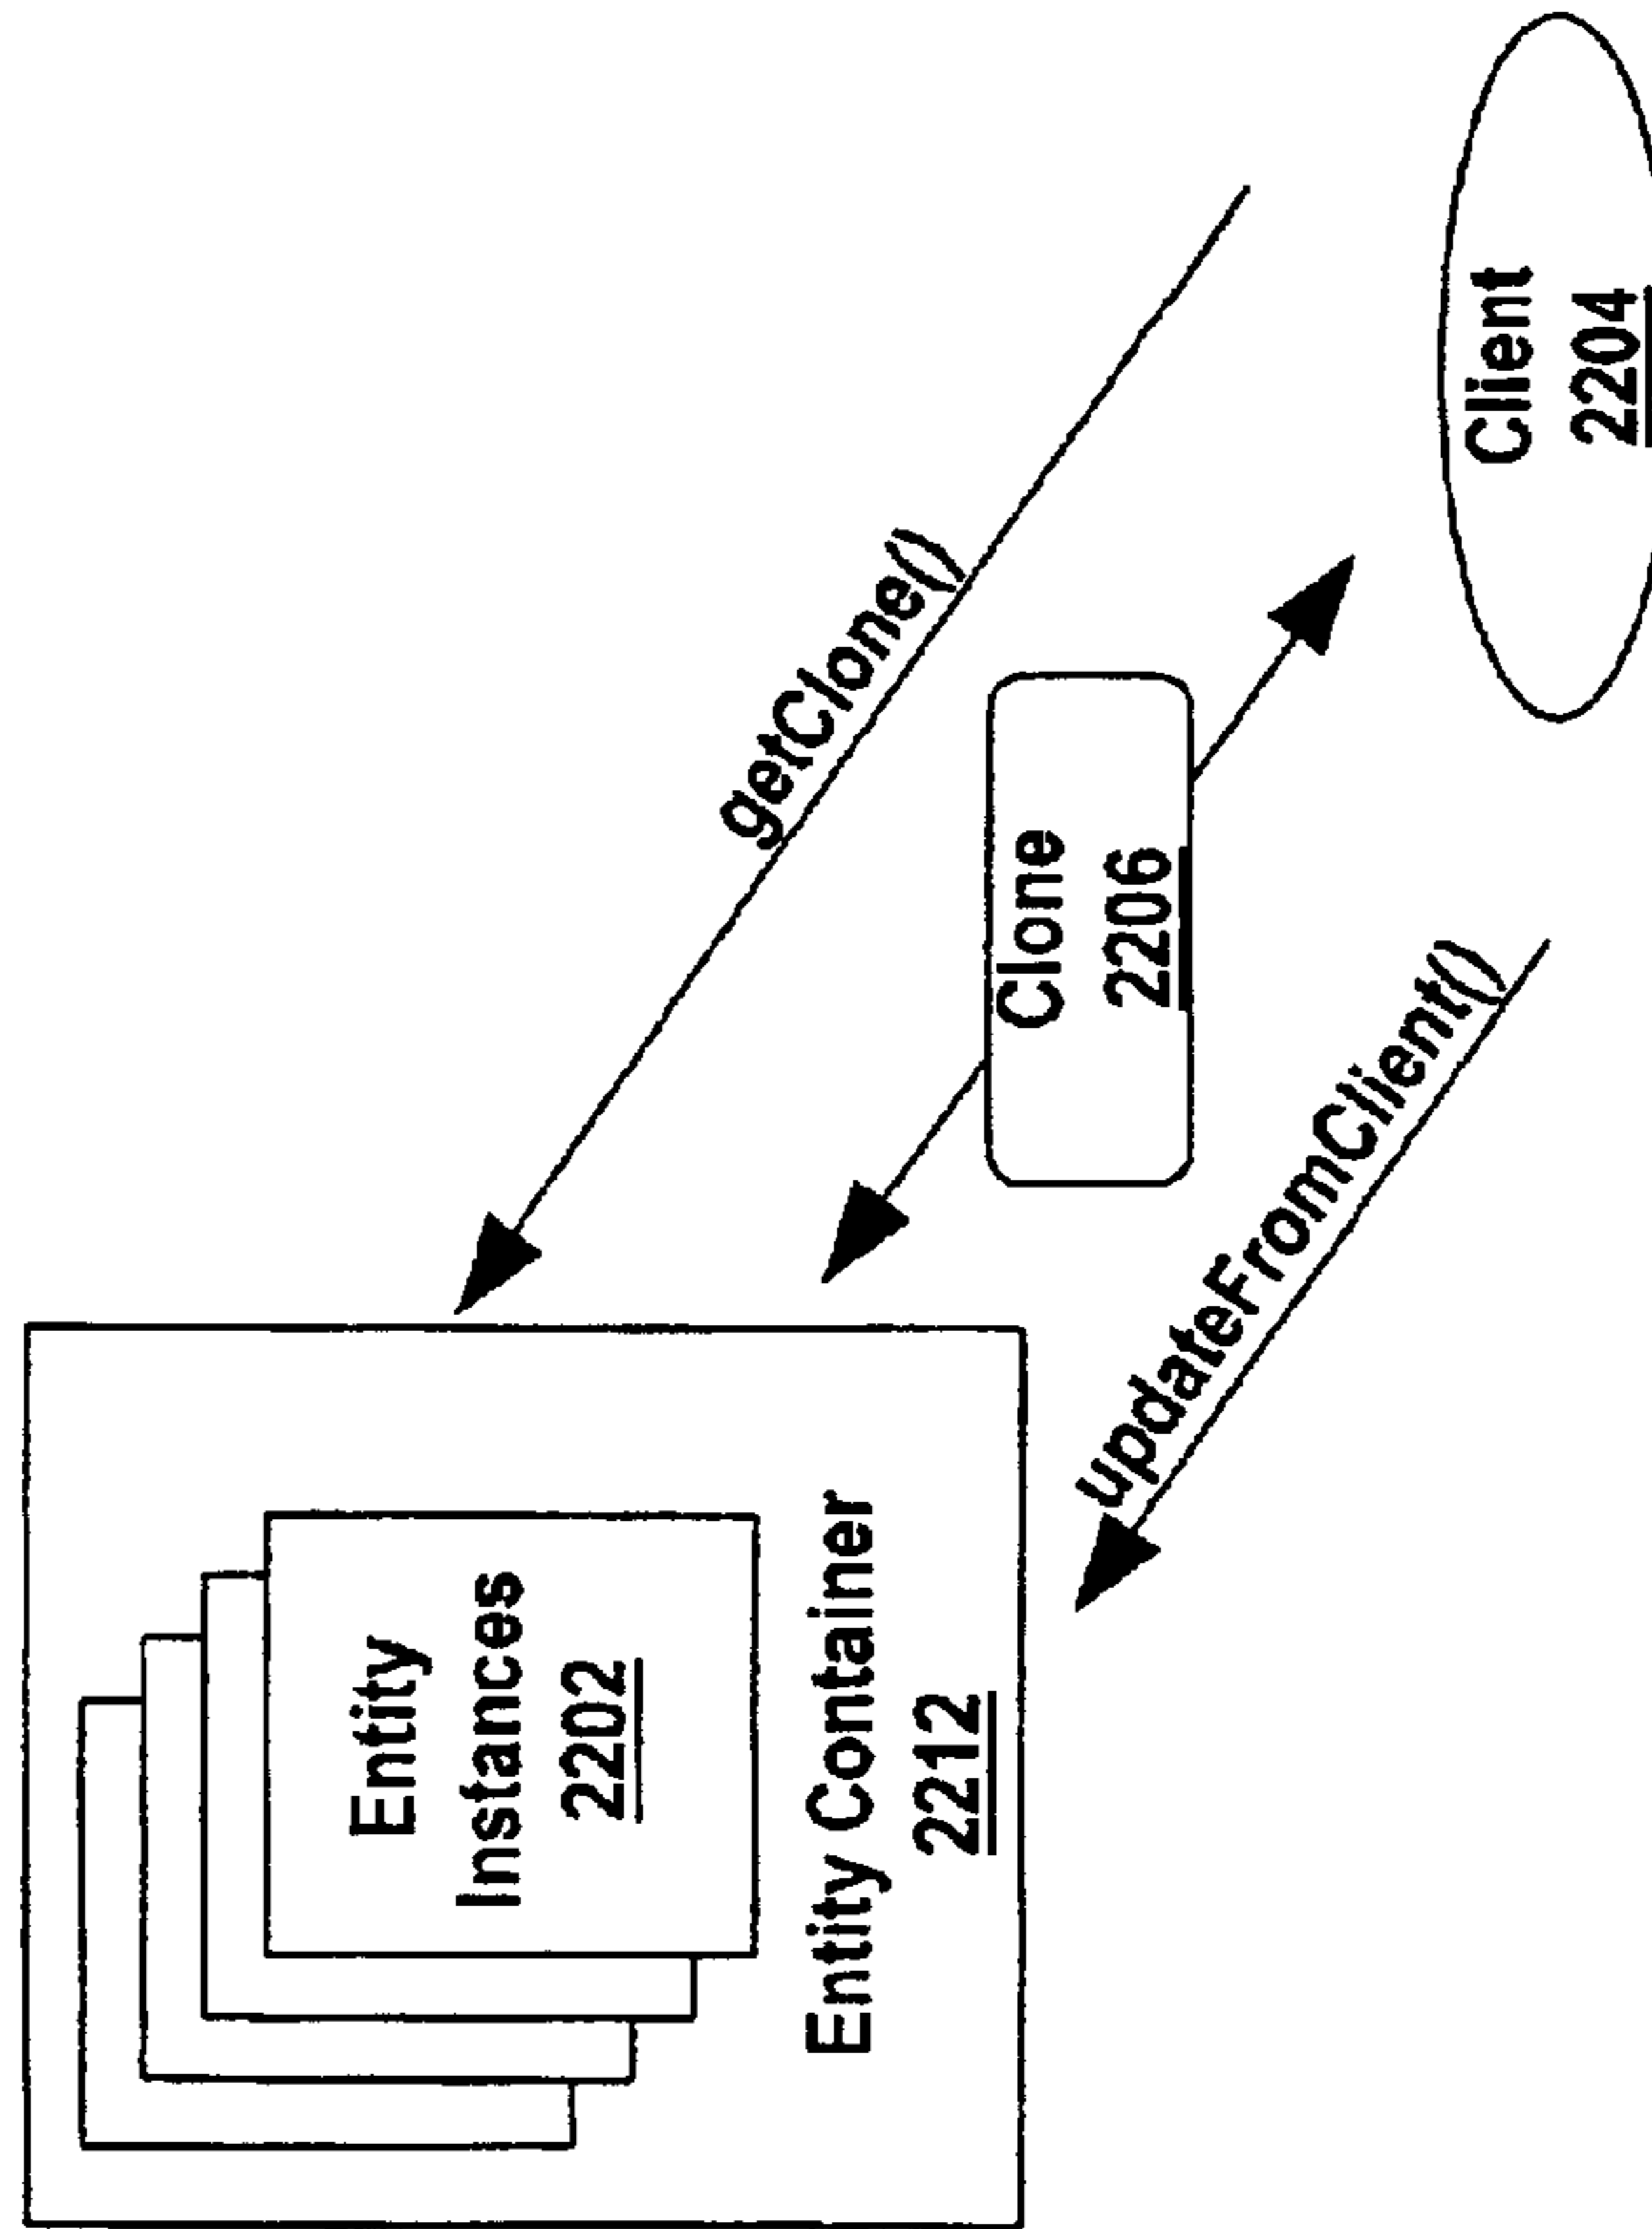 Entity
Instances
2202
Entity Container
2212
getClone()
Clone
2206
updateFromClient()
Client
2204